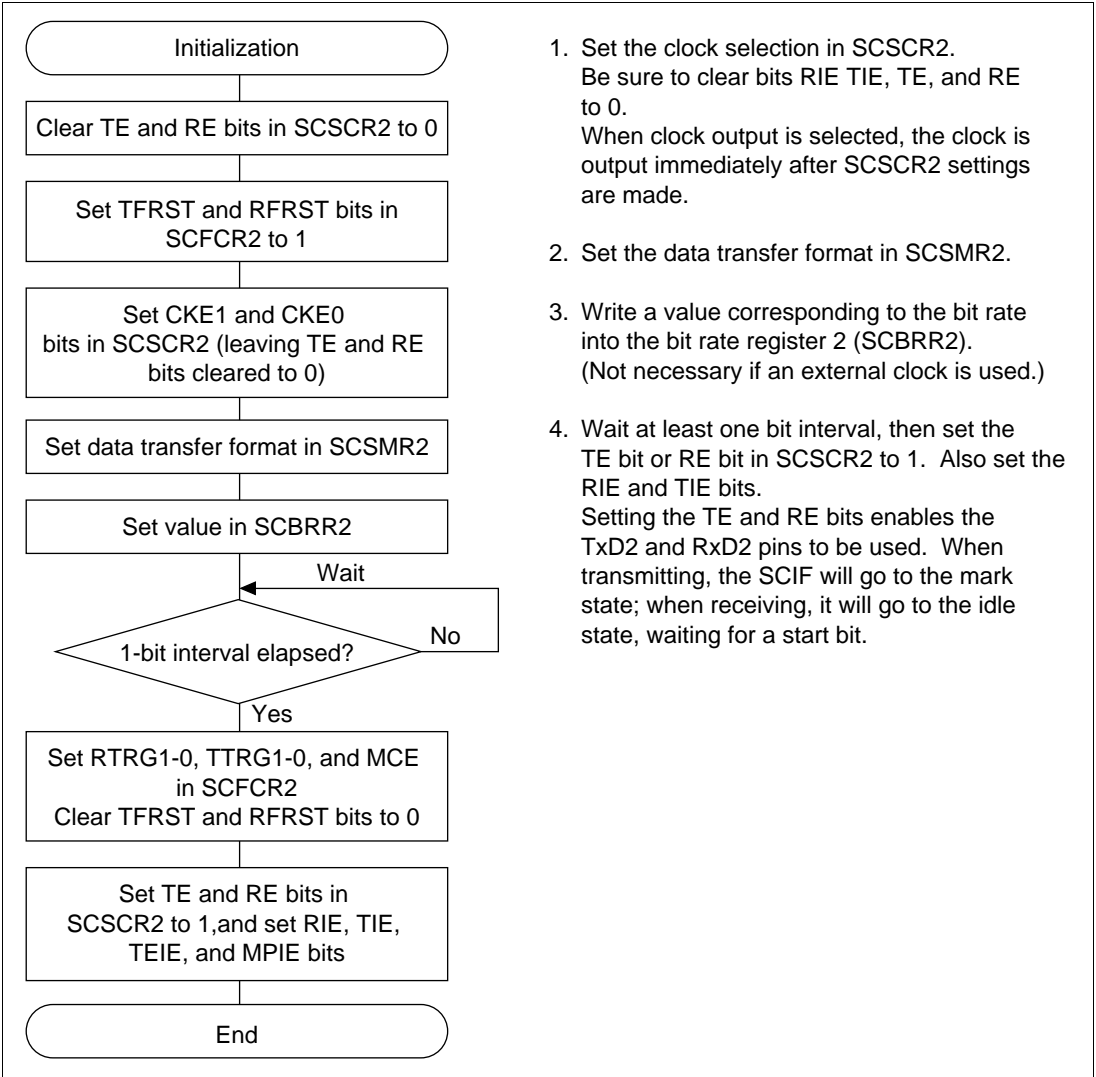 Initialization
Clear TE and RE bits in SCSCR2 to 0
Set TFRST and RFRST bits in
SCFCR2 to 1
Set CKE1 and CKE0
bits in SCSCR2 (leaving TE and RE
bits cleared to 0)
Set data transfer format in SCSMR2
Set value in SCBRR2
Wait
1-bit interval elapsed?
No
Yes
Set RTRG1-0, TTRG1-0, and MCE
in SCFCR2
Clear TFRST and RFRST bits to 0
Set TE and RE bits in
SCSCR2 to 1,and set RIE, TIE,
TEIE, and MPIE bits
End
1. Set the clock selection in SCSCR2.
Be sure to clear bits RIE TIE, TE, and RE
to 0.
When clock output is selected, the clock is
output immediately after SCSCR2 settings
are made.
2. Set the data transfer format in SCSMR2.
3. Write a value corresponding to the bit rate
into the bit rate register 2 (SCBRR2).
(Not necessary if an external clock is used.)
4. Wait at least one bit interval, then set the
TE bit or RE bit in SCSCR2 to 1. Also set the
RIE and TIE bits.
Setting the TE and RE bits enables the
TxD2 and RxD2 pins to be used. When
transmitting, the SCIF will go to the mark
state; when receiving, it will go to the idle
state, waiting for a start bit.